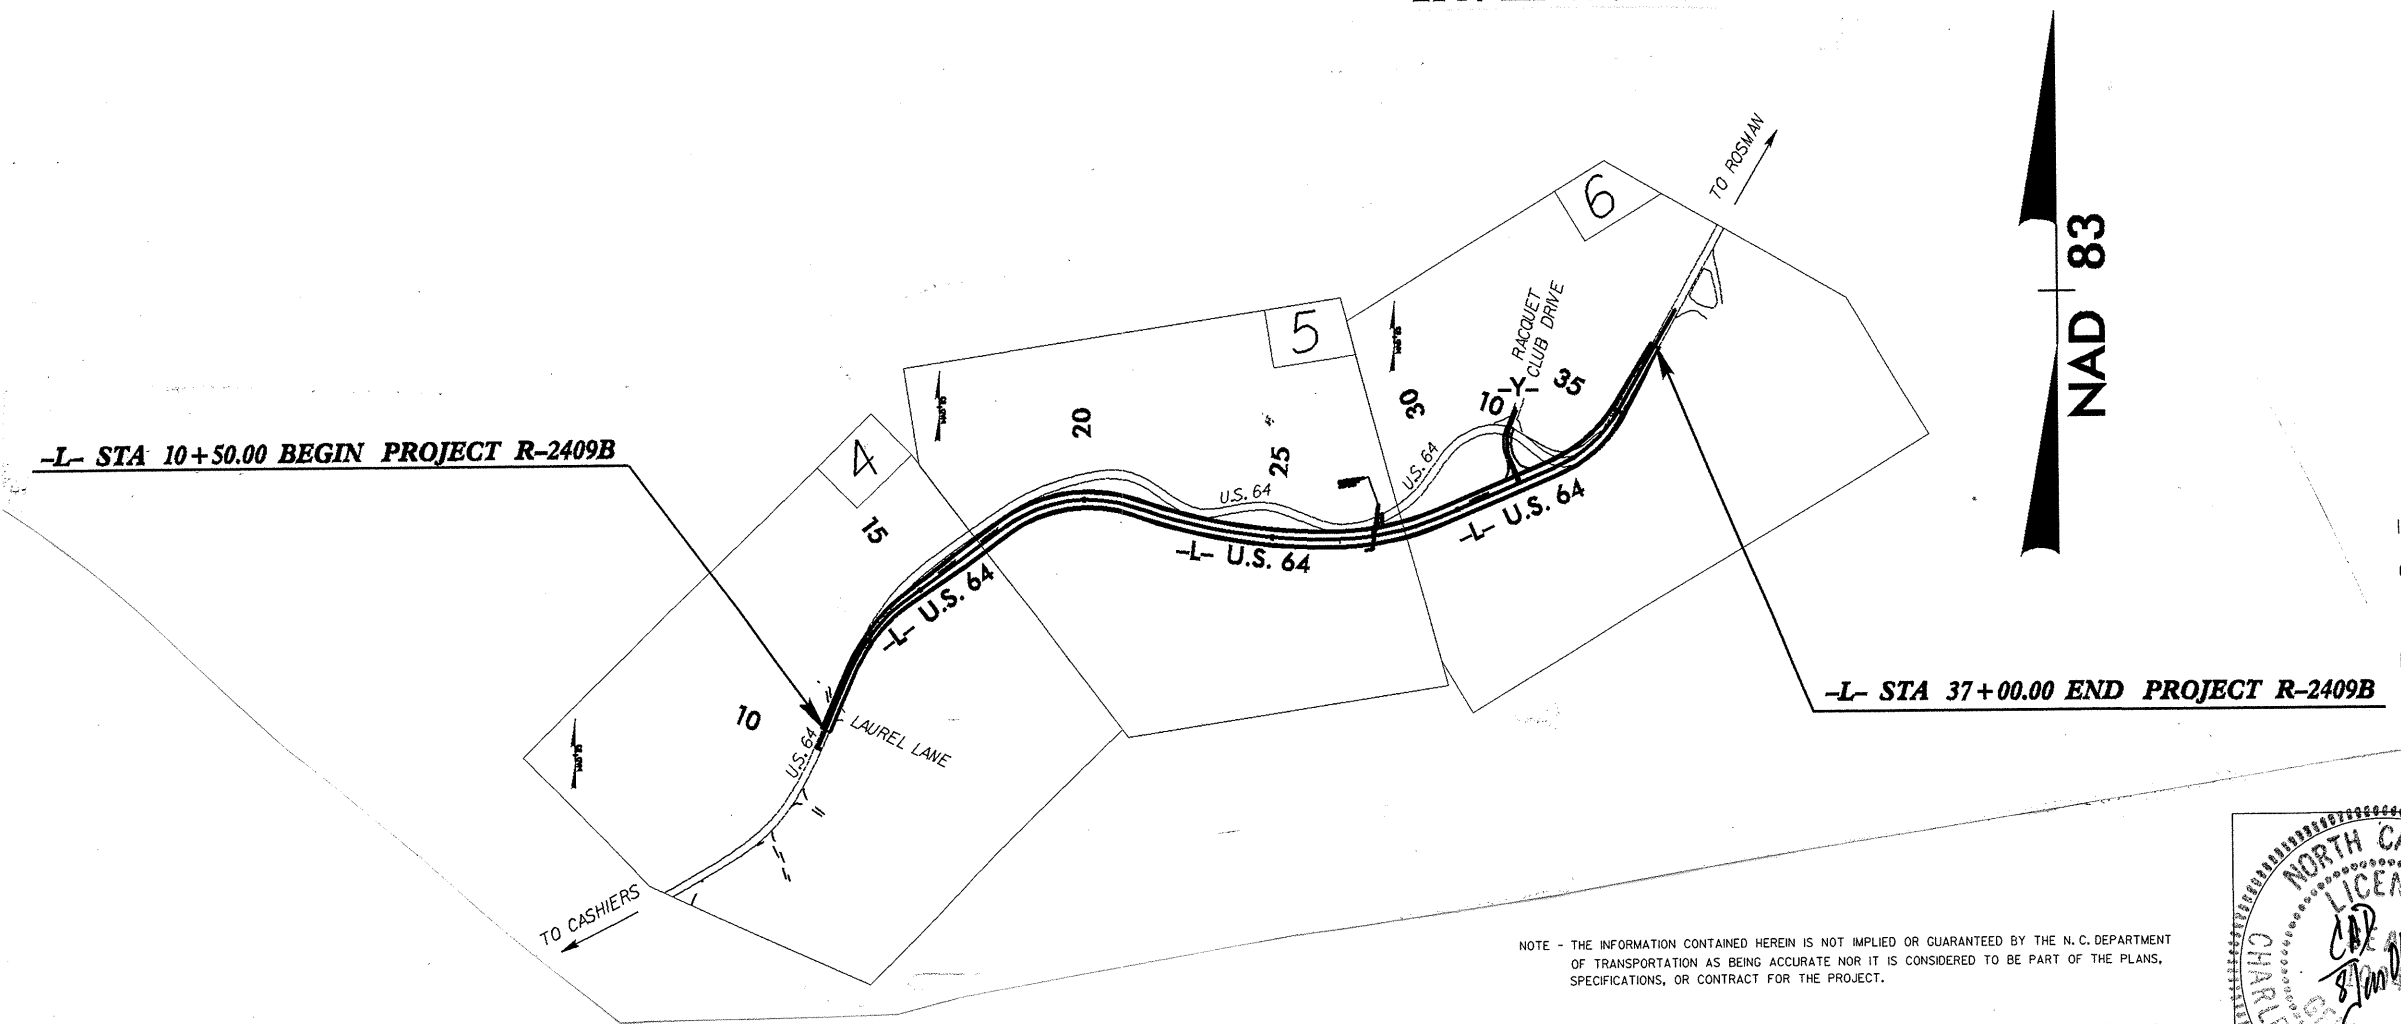 TO ROSMAN
6
NAD 83
RACQUET
CLUB DRIVE
5
-Y-
35
10
30
20
25
U.S. 64
U.S. 64
4
15
-L- STA 10+50.00 BEGIN PROJECT R-2409B
-L- U.S. 64
-L- U.S. 64
-L- U.S. 64
10
U.S. 64
LAUREL LANE
-L- STA 37+00.00 END PROJECT R-2409B
TO CASHIERS
NOTE - THE INFORMATION CONTAINED HEREIN IS NOT IMPLIED OR GUARANTEED BY THE N. C. DEPARTMENT
OF TRANSPORTATION AS BEING ACCURATE NOR IT IS CONSIDERED TO BE PART OF THE PLANS,
SPECIFICATIONS, OR CONTRACT FOR THE PROJECT.
NORTH CA
LICEN